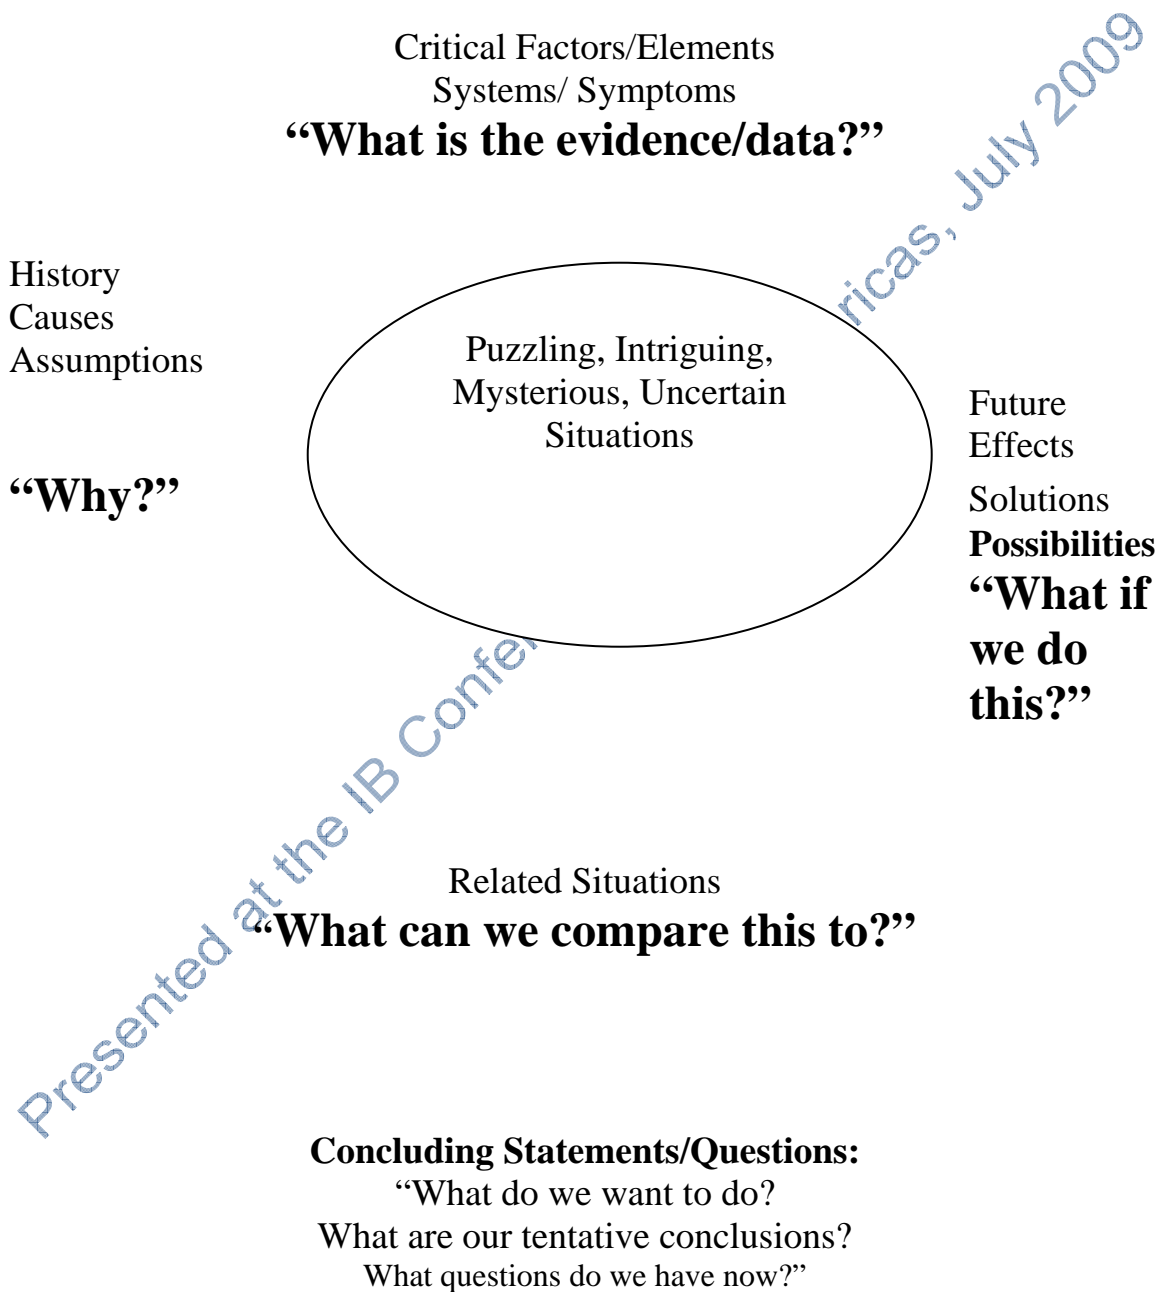 Critical Factors/Elements
Systems/ Symptoms
“What is the evidence/data?”
History
Causes
Assumptions
“Why?”
Puzzling, Intriguing,
Mysterious, Uncertain
Situations
Future
Effects
Solutions
Possibilities
“What if
we do
this?”
Related Situations
“What can we compare this to?”
Concluding Statements/Questions:
“What do we want to do?
What are our tentative conclusions?
What questions do we have now?”
Presented at the IB Confer
ricas, July 2009